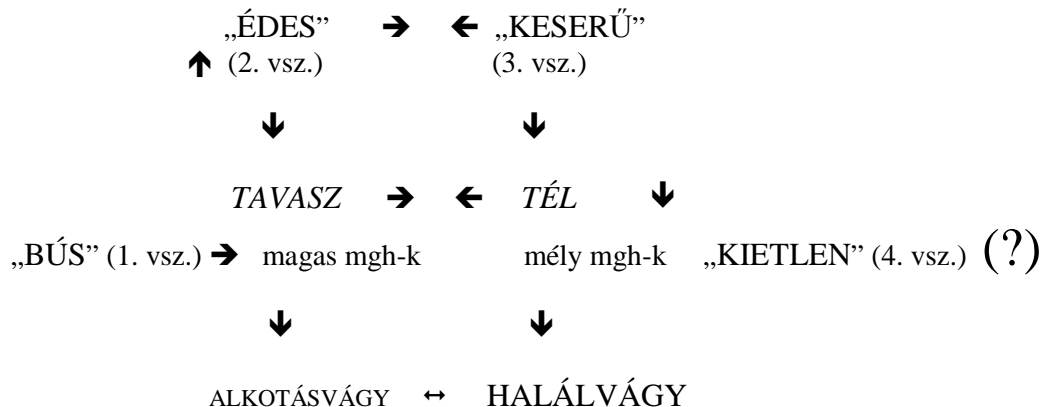 „ÉDES” ➔ ← „KESERŰ”
↑ (2. vsz.) (3. vsz.)
↓ ↓
TAVASZ ➔ ← TÉL ↓
„BÚS” (1. vsz.) ➔ magas mgh-k mély mgh-k „KIETLEN” (4. vsz.) (?)
↓ ↓
ALKOTÁSVÁGY ↔ HALÁLVÁGY